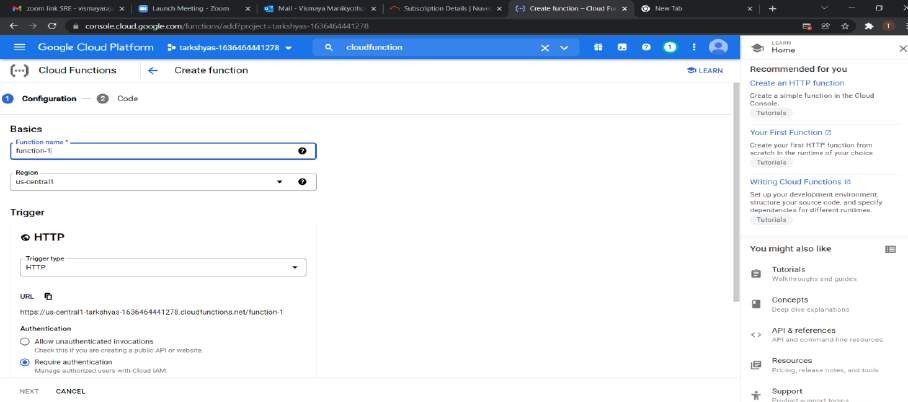 zoom link SRE - vismayaraj
Launch Meeting - Zoom
Mail - Vismaya Manikyothu
Subscription Details | Nuve
Create function – Cloud Fu
New Tab
console.cloud.google.com/functions/add?project=tarkshyas-1636464441278
Google Cloud Platform
tarkshyas-1636464441278
cloudfunction
1
Cloud Functions
Create function
LEARN
1 Configuration
2 Code
Basics
Function name *
function-1
Region
us-central1
Trigger
HTTP
Trigger type
HTTP
URL
https://us-central1-tarkshyas-1636464441278.cloudfunctions.net/function-1
Authentication
Allow unauthenticated invocations
Check this if you are creating a public API or website.
Require authentication
Manage authorized users with Cloud IAM.
NEXT
CANCEL
LEARN
Home
Recommended for you
Create an HTTP function
Create a simple function in the Cloud
Console.
Tutorials
Your First Function
Create your first HTTP function from
scratch in the runtime of your choice.
Tutorials
Writing Cloud Functions
Set up your development environment,
structure your source code, and specify
dependencies for different runtimes.
Tutorials
You might also like
Tutorials
Walkthroughs and guides
Concepts
Deep dive explanations
API & references
API and command-line resources
Resources
Pricing, release notes, and tools
Support
Product support topics